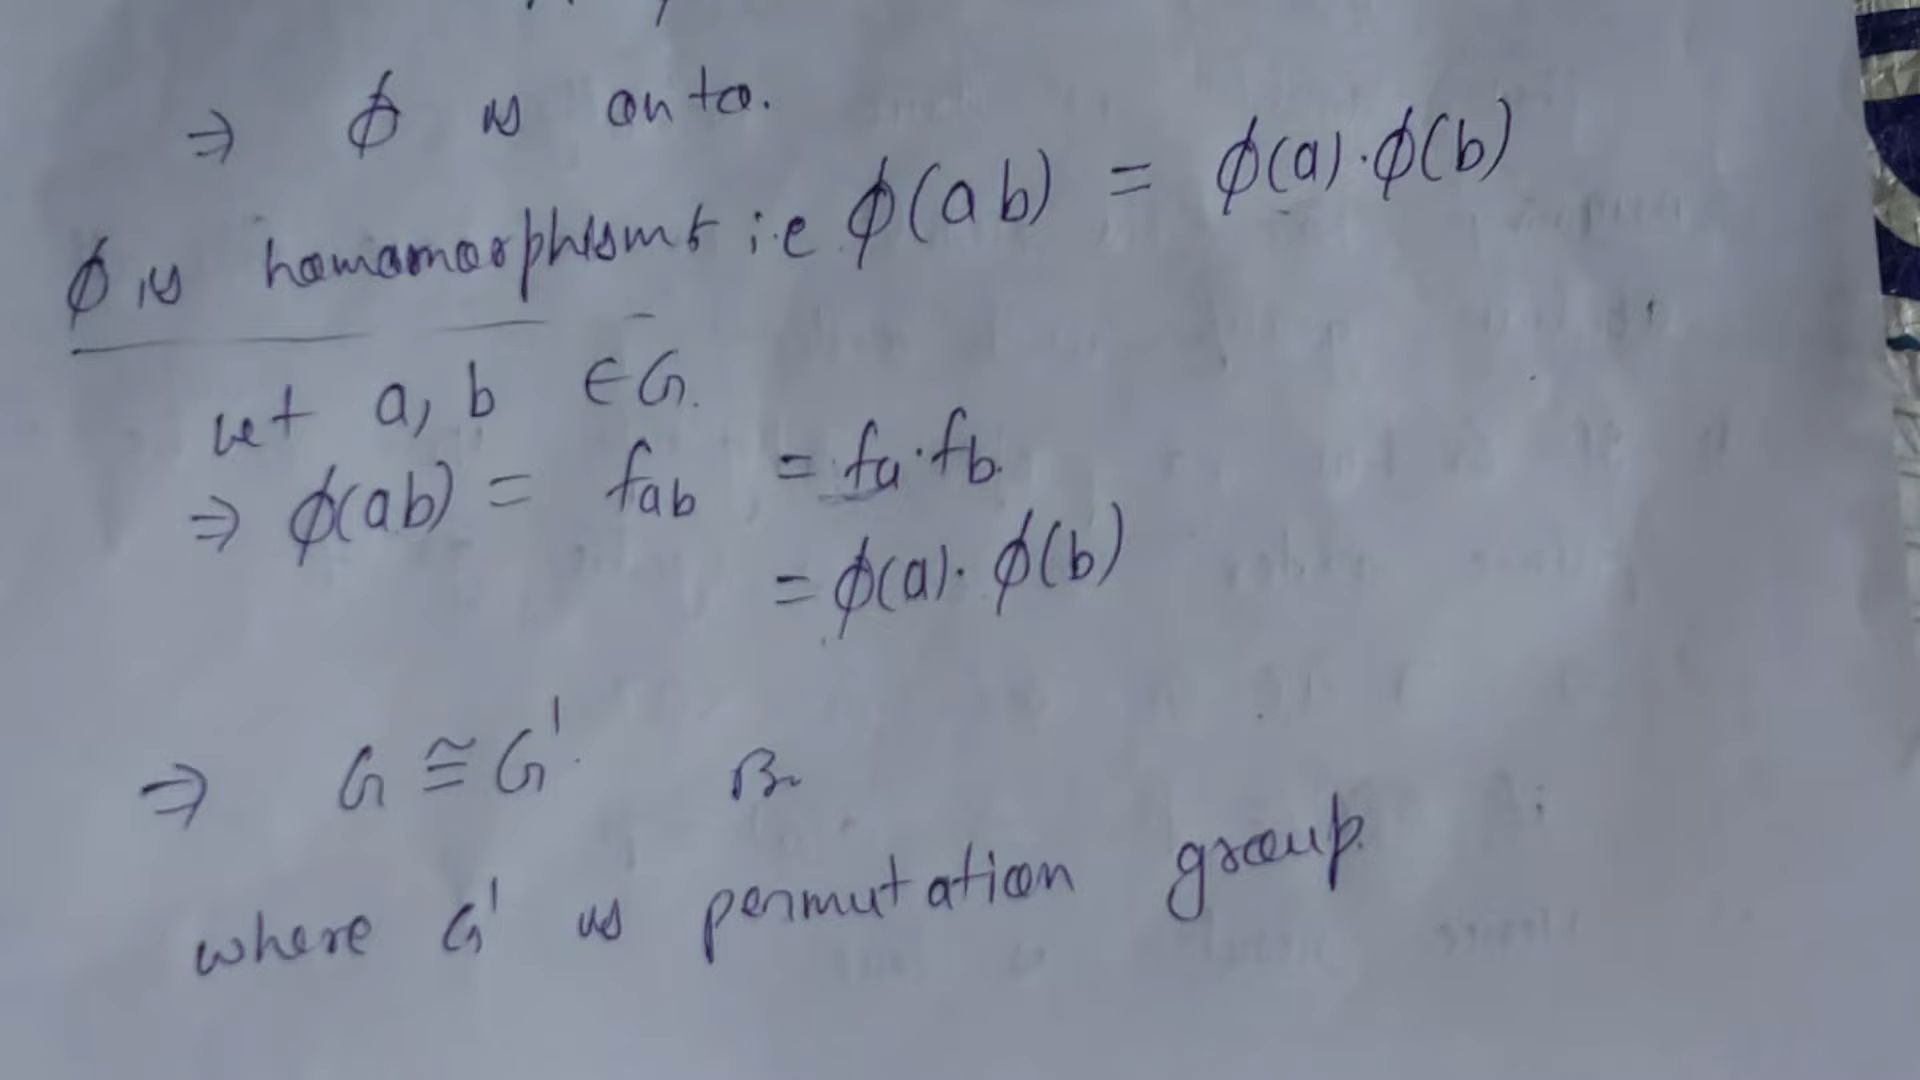 ⇒ ϕ is onto.
ϕ is homomorphism : i.e ϕ(ab) = ϕ(a)·ϕ(b)
Let a, b ∈ G.
⇒ ϕ(ab) = fab = fa·fb.
= ϕ(a)·ϕ(b)
⇒ G ≅ G'.
where G' is permutation group.